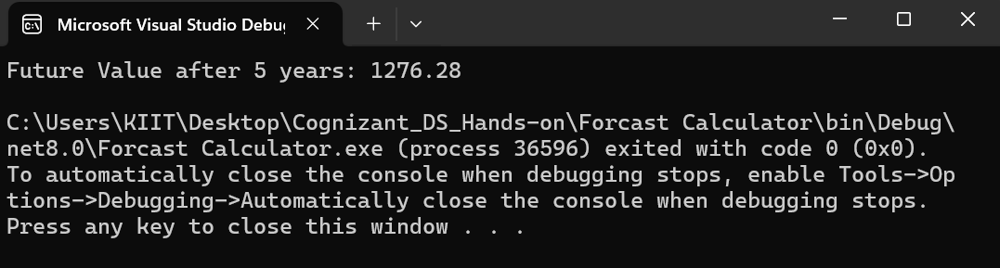 Microsoft Visual Studio Debu
Future Value after 5 years: 1276.28
C:\Users\KIIT\Desktop\Cognizant_DS_Hands-on\Forcast Calculator\bin\Debug\
net8.0\Forcast Calculator.exe (process 36596) exited with code 0 (0x0).
To automatically close the console when debugging stops, enable Tools->Op
tions->Debugging->Automatically close the console when debugging stops.
Press any key to close this window . . .